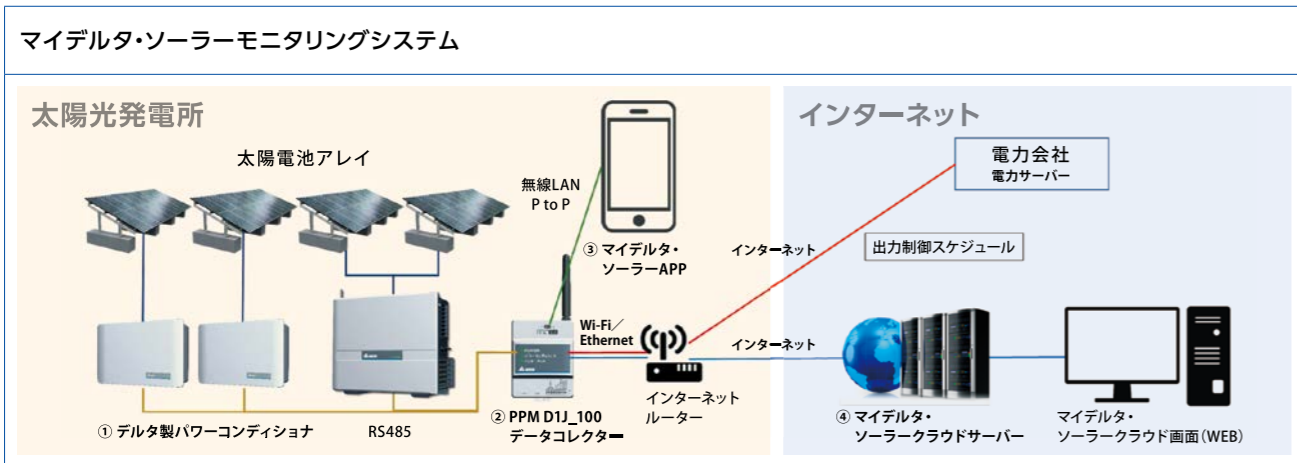 マイデルタ・ソーラーモニタリングシステム
太陽光発電所
太陽電池アレイ
無線LAN
P to P
③ マイデルタ・
ソーラーAPP
Wi-Fi／
Ethernet
① デルタ製パワーコンディショナ
RS485
② PPM D1J_100
データコレクター
インターネット
ルーター
インターネット
インターネット
インターネット
電力会社
電力サーバー
出力制御スケジュール
④ マイデルタ・
ソーラークラウドサーバー
マイデルタ・
ソーラークラウド画面（WEB）